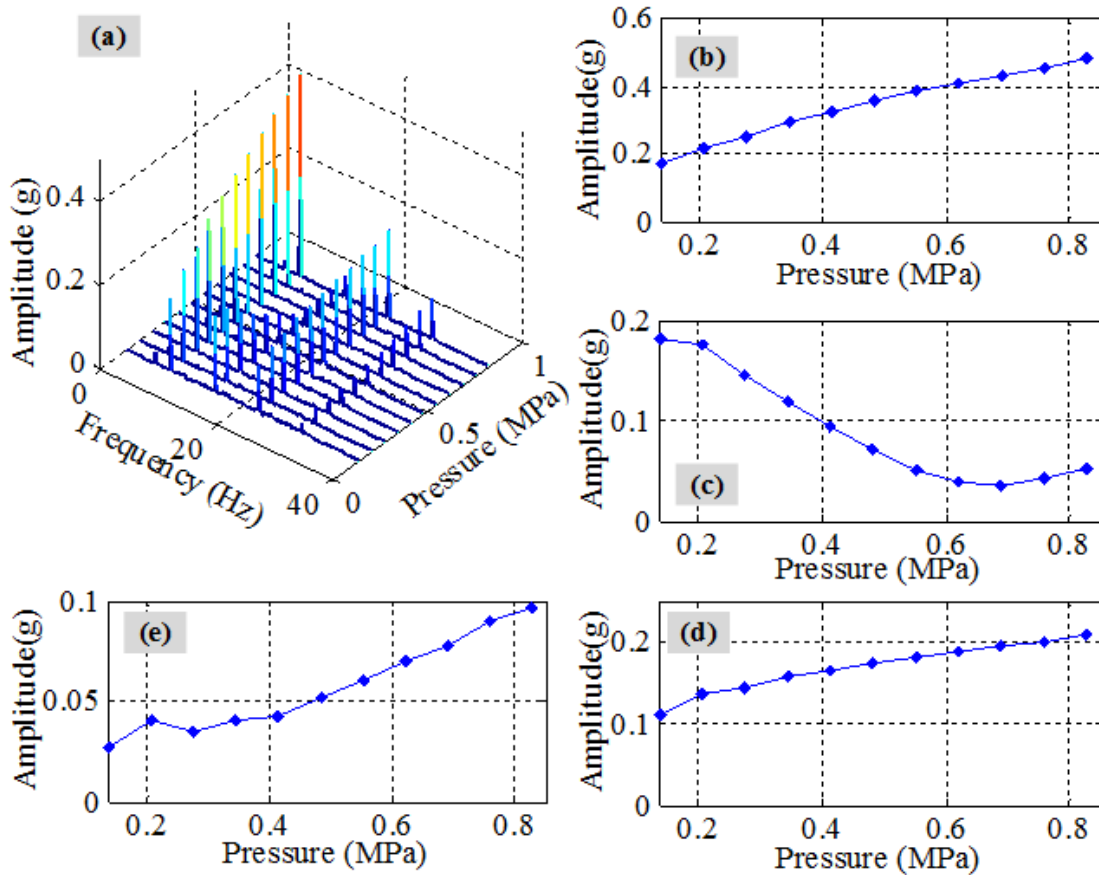 (a)
Amplitude (g)
0.4
0.2
0
0
20
40
Frequency (Hz)
0
0.5
1
Pressure (MPa)
(b)
Amplitude(g)
0.6
0.4
0.2
0
0.2 0.4 0.6 0.8
Pressure (MPa)
(c)
Amplitude(g)
0.2
0.1
0
0.2 0.4 0.6 0.8
Pressure (MPa)
(e)
Amplitude(g)
0.1
0.05
0
0.2 0.4 0.6 0.8
Pressure (MPa)
(d)
Amplitude(g)
0.2
0.1
0
0.2 0.4 0.6 0.8
Pressure (MPa)